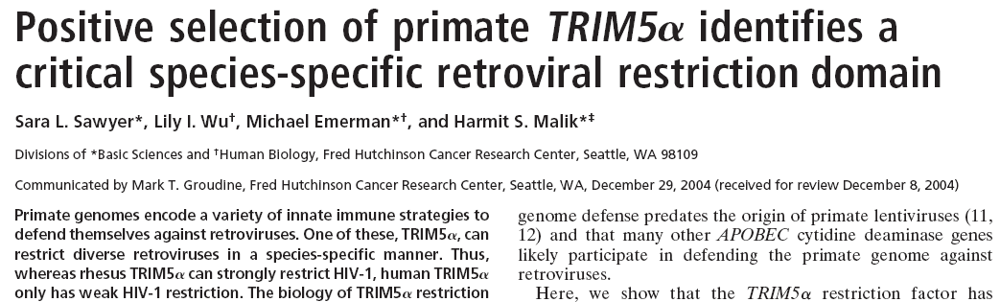 Positive selection of primate TRIM5α identifies a
critical species-specific retroviral restriction domain
Sara L. Sawyer*, Lily I. Wu†, Michael Emerman*†, and Harmit S. Malik*‡
Divisions of *Basic Sciences and †Human Biology, Fred Hutchinson Cancer Research Center, Seattle, WA 98109
Communicated by Mark T. Groudine, Fred Hutchinson Cancer Research Center, Seattle, WA, December 29, 2004 (received for review December 8, 2004)
Primate genomes encode a variety of innate immune strategies to
defend themselves against retroviruses. One of these, TRIM5α, can
restrict diverse retroviruses in a species-specific manner. Thus,
whereas rhesus TRIM5α can strongly restrict HIV-1, human TRIM5α
only has weak HIV-1 restriction. The biology of TRIM5α restriction
genome defense predates the origin of primate lentiviruses (11,
12) and that many other APOBEC cytidine deaminase genes
likely participate in defending the primate genome against
retroviruses.
Here, we show that the TRIM5α restriction factor has